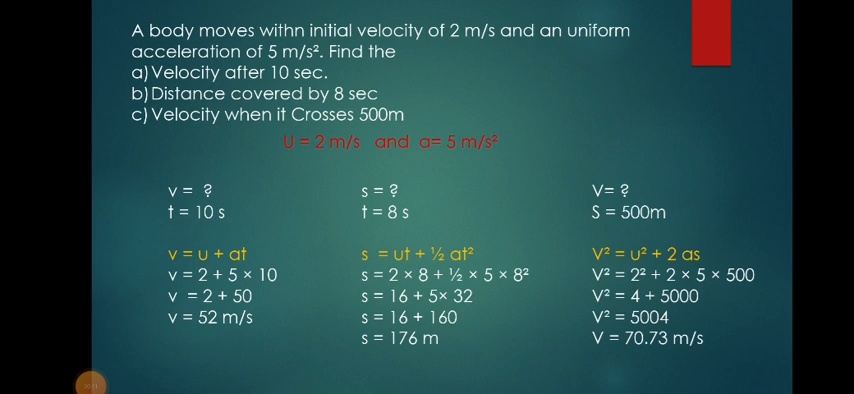 A body moves withn initial velocity of 2 m/s and an uniform
acceleration of 5 m/s². Find the
a) Velocity after 10 sec.
b) Distance covered by 8 sec
c) Velocity when it Crosses 500m
U = 2 m/s and a= 5 m/s²
v = ?
t = 10 s
v = u + at
v = 2 + 5 × 10
v = 2 + 50
v = 52 m/s
s = ?
t = 8 s
s = ut + ½ at²
s = 2 × 8 + ½ × 5 × 8²
s = 16 + 5× 32
s = 16 + 160
s = 176 m
V= ?
S = 500m
V² = u² + 2 as
V² = 2² + 2 × 5 × 500
V² = 4 + 5000
V² = 5004
V = 70.73 m/s